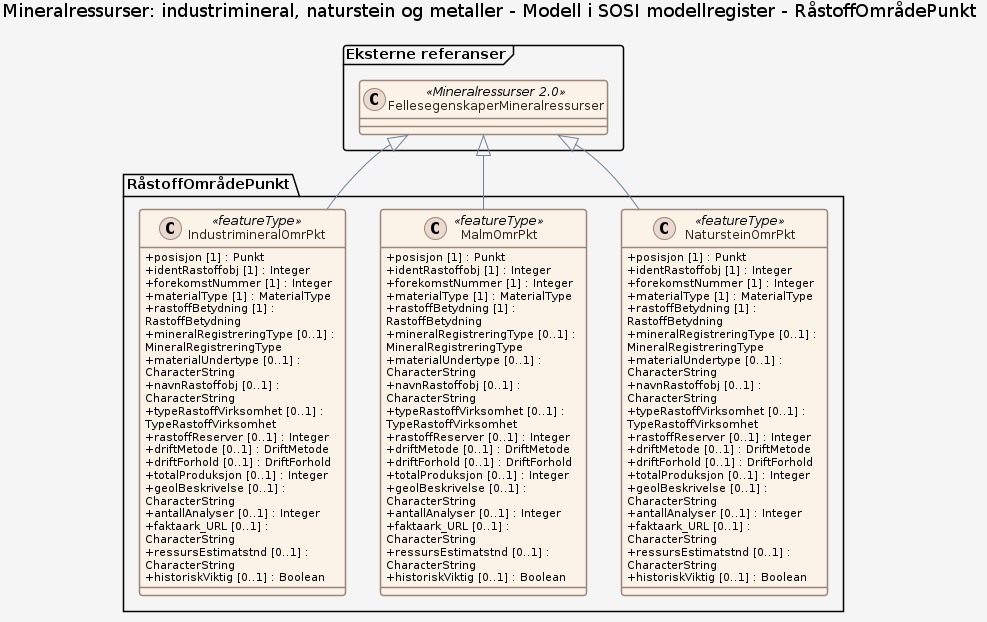 Mineralressurser: industrimineral, naturstein og metaller - Modell i SOSI modellregister - RåstoffOmrådePunkt
Eksterne referanser
C
«Mineralressurser 2.0»
FellesegenskaperMineralressurser
RåstoffOmrådePunkt
C
«featureType»
IndustrimineralOmrPkt
+posisjon [1] : Punkt
+identRastoffobj [1] : Integer
+forekomstNummer [1] : Integer
+materialType [1] : MaterialType
+rastoffBetydning [1] :
RastoffBetydning
+mineralRegistreringType [0..1] :
MineralRegistreringType
+materialUndertype [0..1] :
CharacterString
+navnRastoffobj [0..1] :
CharacterString
+typeRastoffVirksomhet [0..1] :
TypeRastoffVirksomhet
+rastoffReserver [0..1] : Integer
+driftMetode [0..1] : DriftMetode
+driftForhold [0..1] : DriftForhold
+totalProduksjon [0..1] : Integer
+geolBeskrivelse [0..1] :
CharacterString
+antallAnalyser [0..1] : Integer
+faktaark_URL [0..1] :
CharacterString
+ressursEstimatstnd [0..1] :
CharacterString
+historiskViktig [0..1] : Boolean
C
«featureType»
MalmOmrPkt
+posisjon [1] : Punkt
+identRastoffobj [1] : Integer
+forekomstNummer [1] : Integer
+materialType [1] : MaterialType
+rastoffBetydning [1] :
RastoffBetydning
+mineralRegistreringType [0..1] :
MineralRegistreringType
+materialUndertype [0..1] :
CharacterString
+navnRastoffobj [0..1] :
CharacterString
+typeRastoffVirksomhet [0..1] :
TypeRastoffVirksomhet
+rastoffReserver [0..1] : Integer
+driftMetode [0..1] : DriftMetode
+driftForhold [0..1] : DriftForhold
+totalProduksjon [0..1] : Integer
+geolBeskrivelse [0..1] :
CharacterString
+antallAnalyser [0..1] : Integer
+faktaark_URL [0..1] :
CharacterString
+ressursEstimatstnd [0..1] :
CharacterString
+historiskViktig [0..1] : Boolean
C
«featureType»
NatursteinOmrPkt
+posisjon [1] : Punkt
+identRastoffobj [1] : Integer
+forekomstNummer [1] : Integer
+materialType [1] : MaterialType
+rastoffBetydning [1] :
RastoffBetydning
+mineralRegistreringType [0..1] :
MineralRegistreringType
+materialUndertype [0..1] :
CharacterString
+navnRastoffobj [0..1] :
CharacterString
+typeRastoffVirksomhet [0..1] :
TypeRastoffVirksomhet
+rastoffReserver [0..1] : Integer
+driftMetode [0..1] : DriftMetode
+driftForhold [0..1] : DriftForhold
+totalProduksjon [0..1] : Integer
+geolBeskrivelse [0..1] :
CharacterString
+antallAnalyser [0..1] : Integer
+faktaark_URL [0..1] :
CharacterString
+ressursEstimatstnd [0..1] :
CharacterString
+historiskViktig [0..1] : Boolean